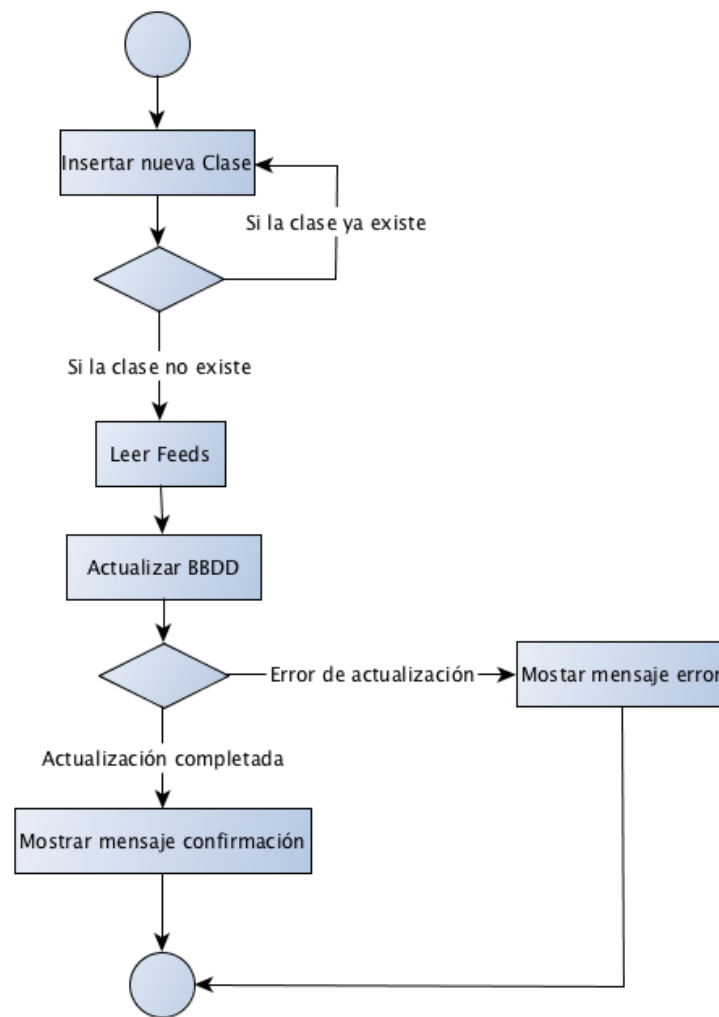 Insertar nueva Clase
Si la clase ya existe
Si la clase no existe
Leer Feeds
Actualizar BBDD
Error de actualización
Mostar mensaje error
Actualización completada
Mostrar mensaje confirmación